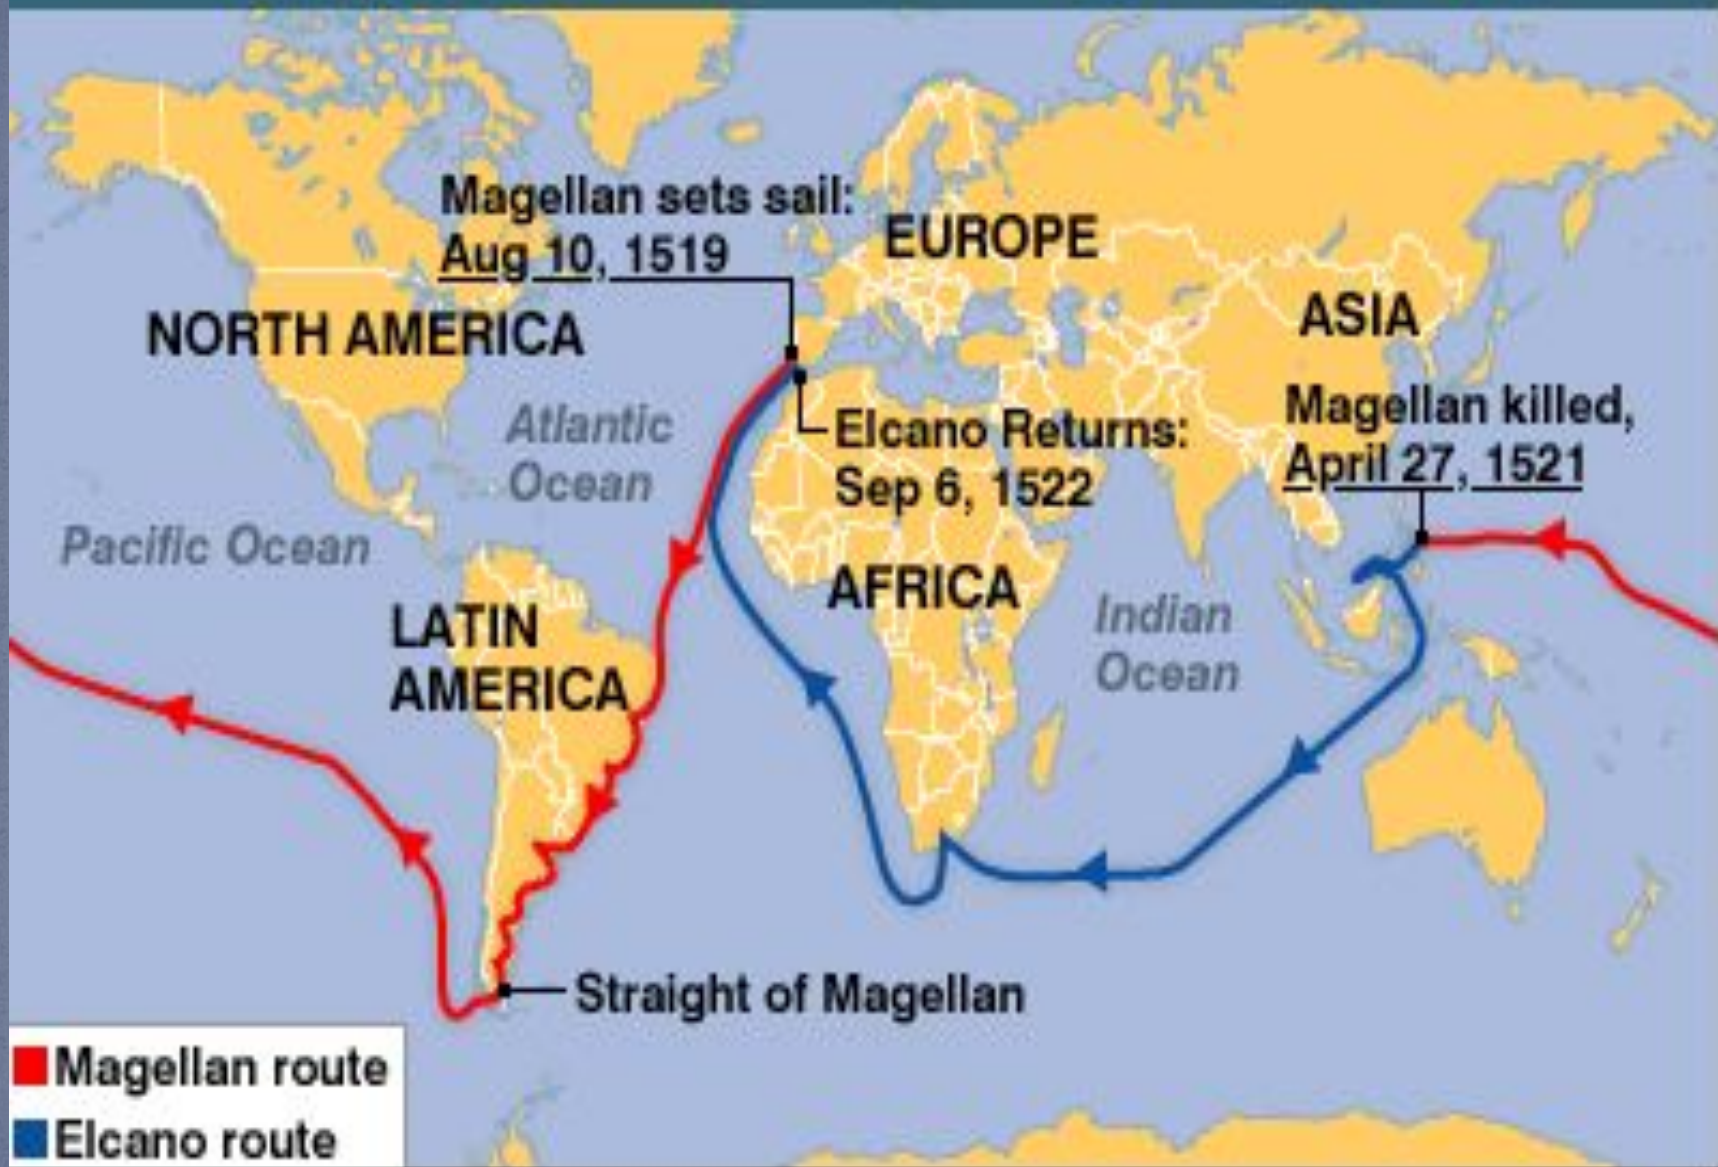 Magellan sets sail:
Aug 10, 1519
EUROPE
NORTH AMERICA
ASIA
Atlantic
Ocean
Elcano Returns:
Sep 6, 1522
Magellan killed,
April 27, 1521
Pacific Ocean
AFRICA
LATIN
AMERICA
Indian
Ocean
Straight of Magellan
Magellan route
Elcano route